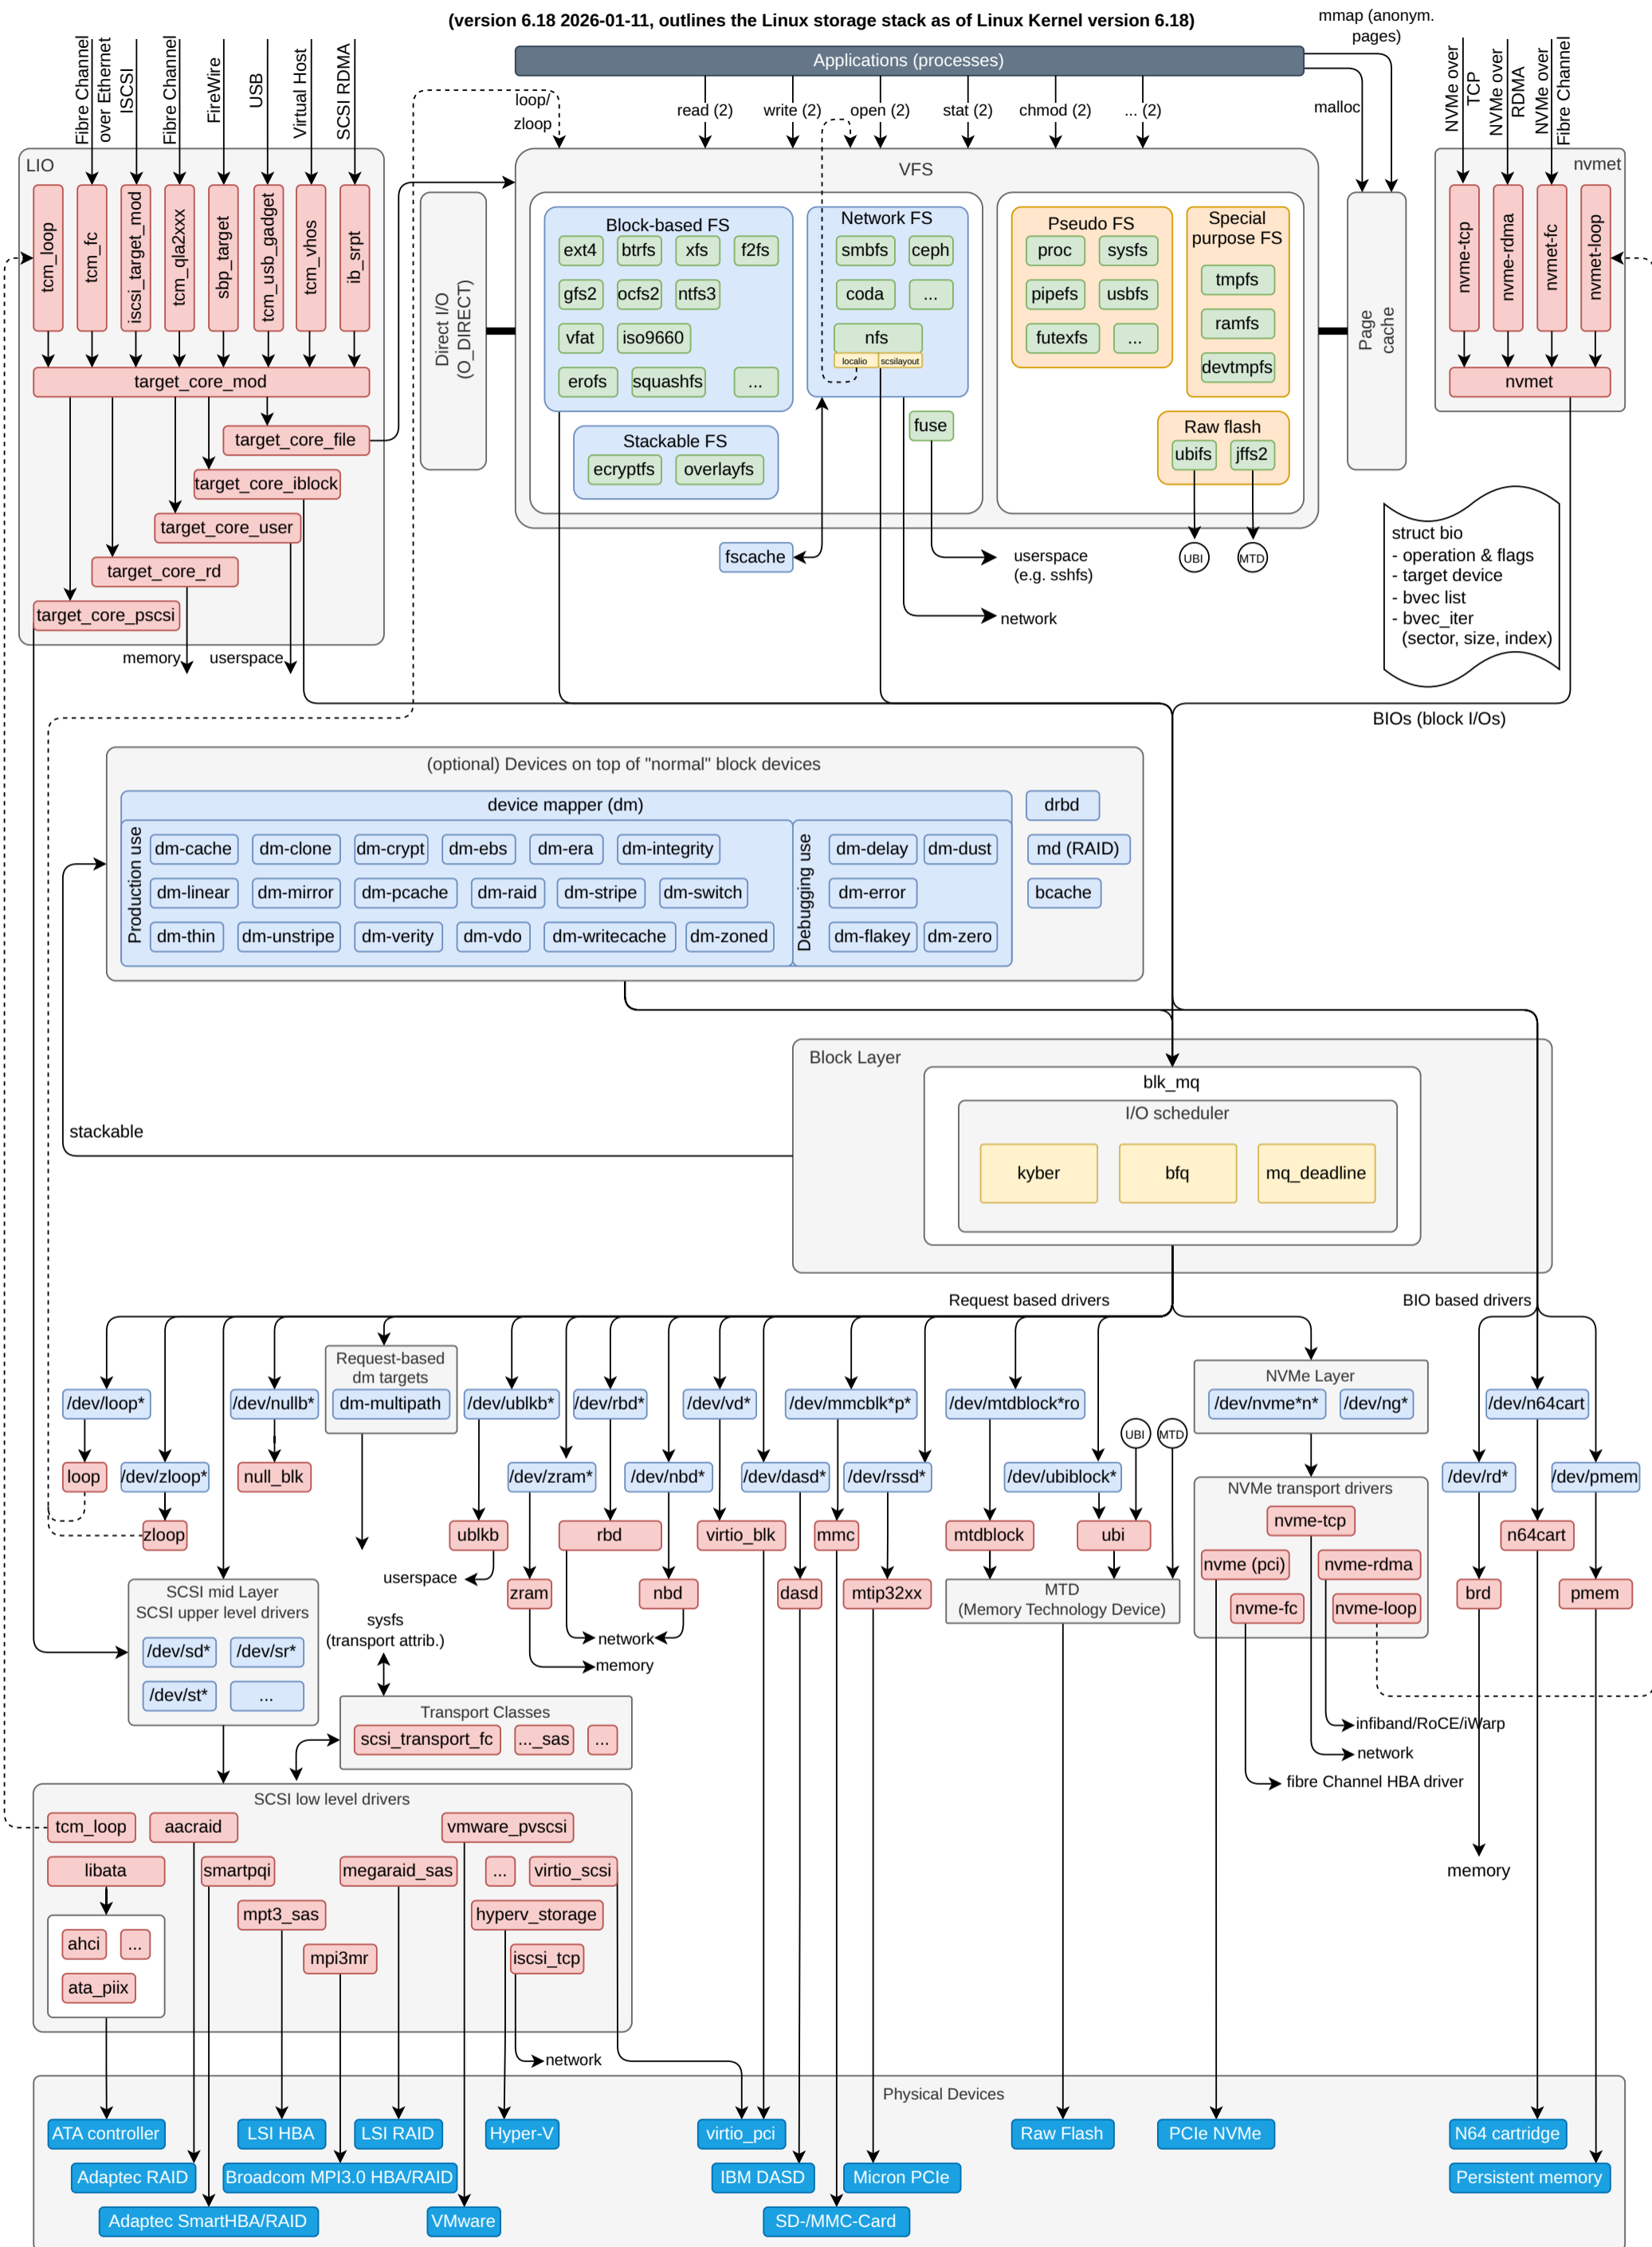 (version 6.18 2026-01-11, outlines the Linux storage stack as of Linux Kernel version 6.18)
mmap (anonym.
pages)
Applications (processes)
Fibre Channel
over Ethernet
ISCSI
Fibre Channel
FireWire
USB
Virtual Host
SCSI RDMA
loop/
zloop
read (2)
write (2)
open (2)
stat (2)
chmod (2)
... (2)
malloc
NVMe over
TCP
NVMe over
RDMA
NVMe over
Fibre Channel
LIO
tcm_loop
tcm_fc
iscsi_target_mod
tcm_qla2xxx
sbp_target
tcm_usb_gadget
tcm_vhos
ib_srpt
target_core_mod
target_core_file
target_core_iblock
target_core_user
target_core_rd
target_core_pscsi
memory
userspace
Direct I/O
(O_DIRECT)
VFS
Block-based FS
ext4
btrfs
xfs
f2fs
gfs2
ocfs2
ntfs3
vfat
iso9660
erofs
squashfs
...
Stackable FS
ecryptfs
overlayfs
Network FS
smbfs
ceph
coda
...
nfs
localio
scsilayout
fuse
Pseudo FS
proc
sysfs
pipefs
usbfs
futexfs
...
Special
purpose FS
tmpfs
ramfs
devtmpfs
Raw flash
ubifs
jffs2
Page
cache
nvmet
nvme-tcp
nvme-rdma
nvmet-fc
nvmet-loop
nvmet
fscache
userspace
(e.g. sshfs)
network
UBI
MTD
struct bio
- operation & flags
- target device
- bvec list
- bvec_iter
(sector, size, index)
BIOs (block I/Os)
(optional) Devices on top of "normal" block devices
device mapper (dm)
Production use
dm-cache
dm-clone
dm-crypt
dm-ebs
dm-era
dm-integrity
dm-linear
dm-mirror
dm-pcache
dm-raid
dm-stripe
dm-switch
dm-thin
dm-unstripe
dm-verity
dm-vdo
dm-writecache
dm-zoned
Debugging use
dm-delay
dm-dust
dm-error
dm-flakey
dm-zero
drbd
md (RAID)
bcache
stackable
Block Layer
blk_mq
I/O scheduler
kyber
bfq
mq_deadline
Request based drivers
BIO based drivers
/dev/loop*
loop
/dev/zloop*
zloop
/dev/nullb*
null_blk
Request-based
dm targets
dm-multipath
/dev/ublkb*
ublkb
userspace
/dev/zram*
zram
/dev/rbd*
rbd
/dev/nbd*
nbd
network
memory
/dev/vd*
virtio_blk
/dev/dasd*
dasd
/dev/mmcblk*p*
mmc
/dev/rssd*
mtip32xx
/dev/mtdblock*ro
mtdblock
/dev/ubiblock*
ubi
UBI
MTD
MTD
(Memory Technology Device)
NVMe Layer
/dev/nvme*n*
/dev/ng*
NVMe transport drivers
nvme-tcp
nvme (pci)
nvme-rdma
nvme-fc
nvme-loop
infiband/RoCE/iWarp
network
fibre Channel HBA driver
/dev/n64cart
/dev/rd*
/dev/pmem
n64cart
brd
pmem
memory
SCSI mid Layer
SCSI upper level drivers
/dev/sd*
/dev/sr*
/dev/st*
...
sysfs
(transport attrib.)
Transport Classes
scsi_transport_fc
..._sas
...
SCSI low level drivers
tcm_loop
aacraid
vmware_pvscsi
libata
smartpqi
megaraid_sas
...
virtio_scsi
mpt3_sas
hyperv_storage
ahci
...
mpi3mr
iscsi_tcp
ata_piix
network
Physical Devices
ATA controller
LSI HBA
LSI RAID
Hyper-V
virtio_pci
Raw Flash
PCIe NVMe
N64 cartridge
Adaptec RAID
Broadcom MPI3.0 HBA/RAID
IBM DASD
Micron PCIe
Persistent memory
Adaptec SmartHBA/RAID
VMware
SD-/MMC-Card